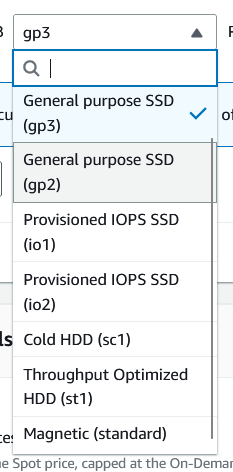 gp3
General purpose SSD
(gp3)
General purpose SSD
(gp2)
Provisioned IOPS SSD
(io1)
Provisioned IOPS SSD
(io2)
Cold HDD (sc1)
Throughput Optimized
HDD (st1)
Magnetic (standard)
Spot price, capped at the On-Deman